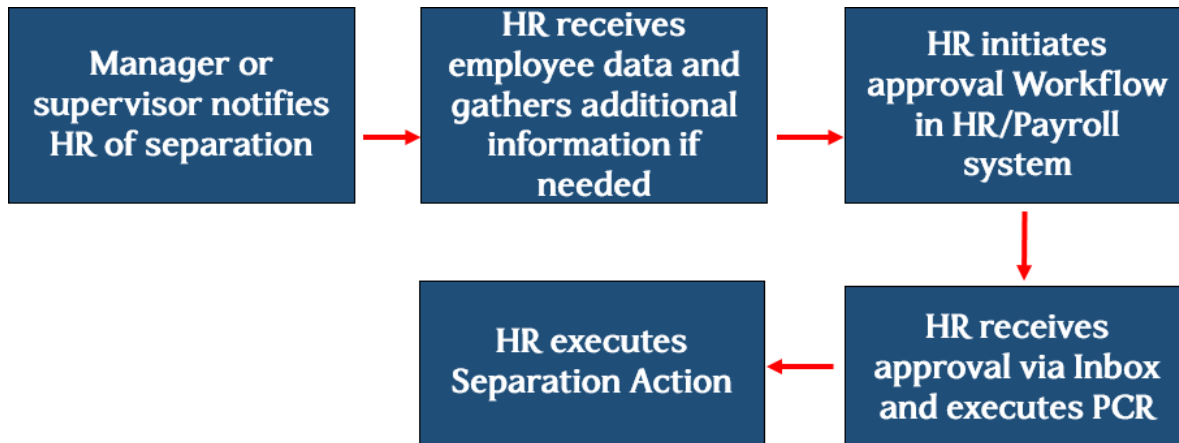 Manager or
supervisor notifies
HR of separation
HR receives
employee data and
gathers additional
information if
needed
HR initiates
approval Workflow
in HR/Payroll
system
HR receives
approval via Inbox
and executes PCR
HR executes
Separation Action